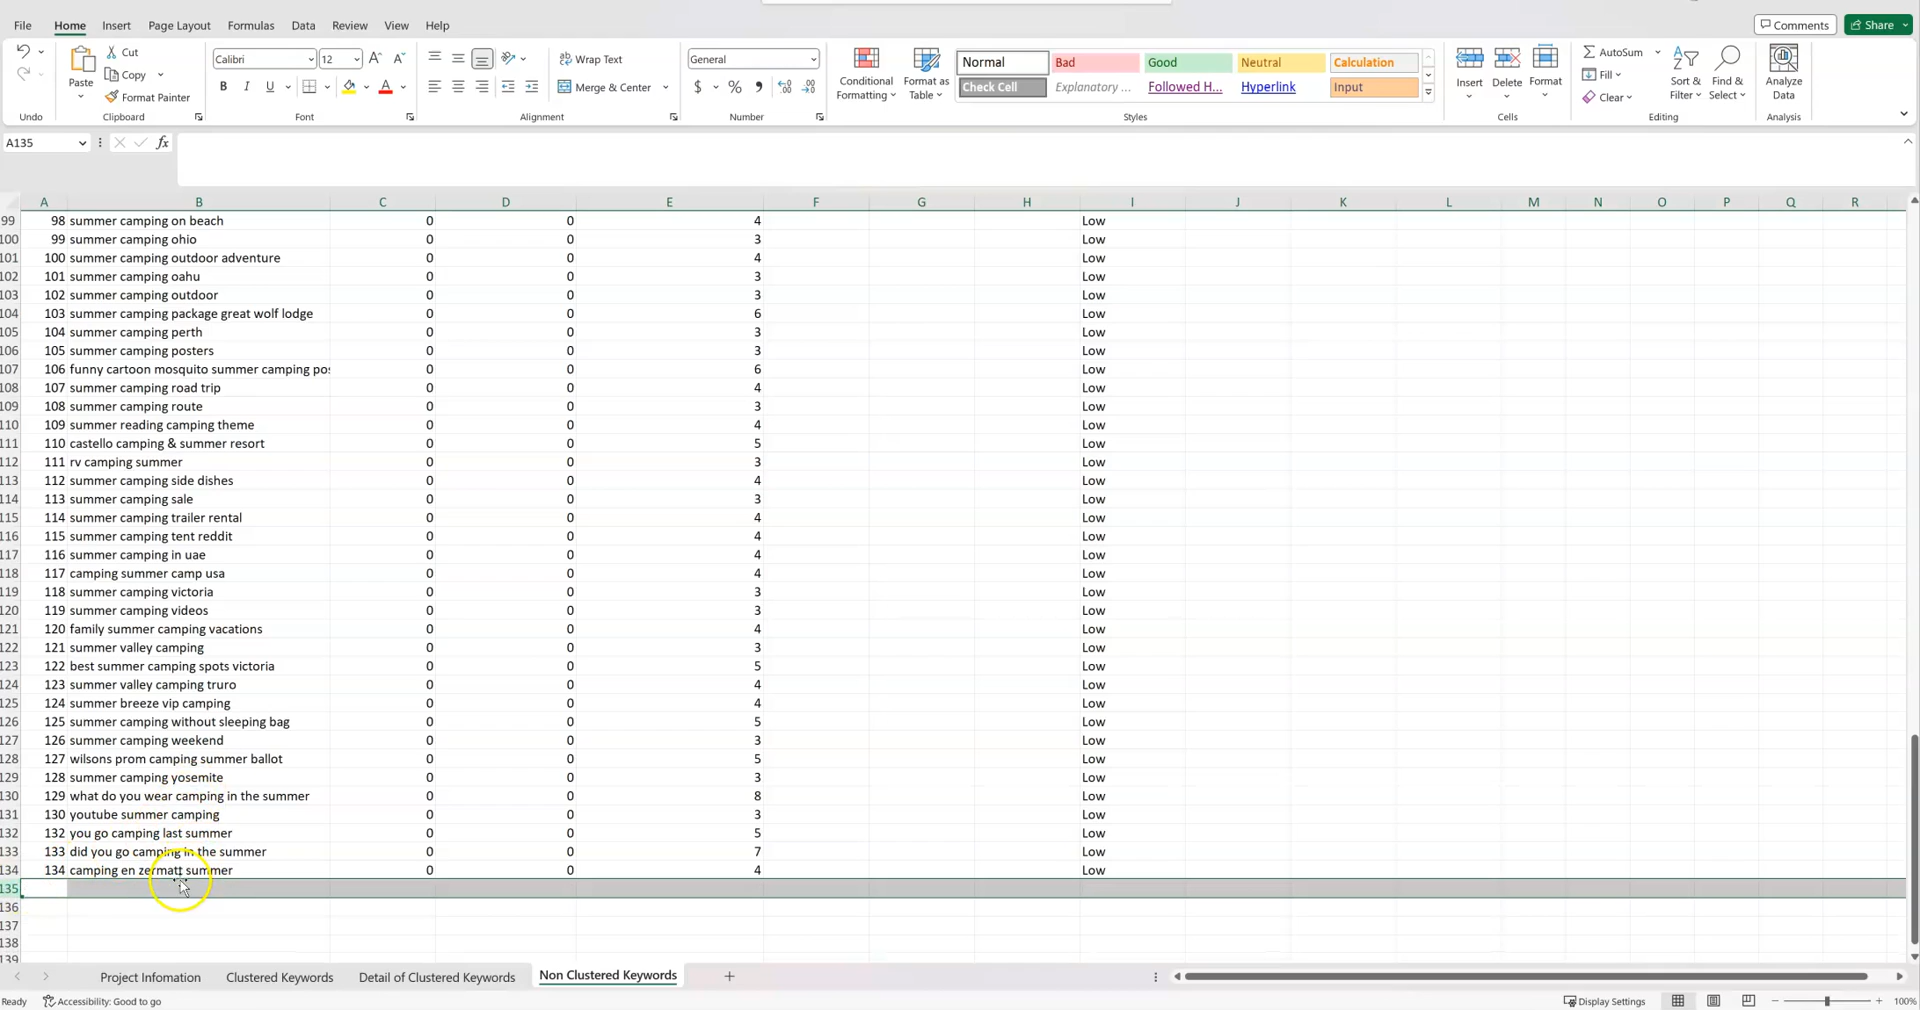 File Home Insert Page Layout Formulas Data Review View Help Comments Share
Cut
Copy
Format Painter
Paste
Undo
Clipboard
Calibri 12
B I U
Font
Wrap Text
Merge & Center
Alignment
General
$ % 9
Number
Conditional
Formatting
Format as
Table
Normal Bad Good Neutral Calculation
Check Cell Explanatory ... Followed H... Hyperlink Input
Styles
Insert Delete Format
Cells
AutoSum
Fill
Clear
Sort &
Filter
Find &
Select
Editing
Analyze
Data
Analysis
A135 fx
A B C D E F G H I J K L M N O P Q R
99 98 summer camping on beach 0 0 4 Low
100 99 summer camping ohio 0 0 3 Low
101 100 summer camping outdoor adventure 0 0 4 Low
102 101 summer camping oahu 0 0 3 Low
103 102 summer camping outdoor 0 0 3 Low
104 103 summer camping package great wolf lodge 0 0 6 Low
105 104 summer camping perth 0 0 3 Low
106 105 summer camping posters 0 0 3 Low
107 106 funny cartoon mosquito summer camping pos 0 0 6 Low
108 107 summer camping road trip 0 0 4 Low
109 108 summer camping route 0 0 3 Low
110 109 summer reading camping theme 0 0 4 Low
111 110 castello camping & summer resort 0 0 5 Low
112 111 rv camping summer 0 0 3 Low
113 112 summer camping side dishes 0 0 4 Low
114 113 summer camping sale 0 0 3 Low
115 114 summer camping trailer rental 0 0 4 Low
116 115 summer camping tent reddit 0 0 4 Low
117 116 summer camping in uae 0 0 4 Low
118 117 camping summer camp usa 0 0 4 Low
119 118 summer camping victoria 0 0 3 Low
120 119 summer camping videos 0 0 3 Low
121 120 family summer camping vacations 0 0 4 Low
122 121 summer valley camping 0 0 3 Low
123 122 best summer camping spots victoria 0 0 5 Low
124 123 summer valley camping truro 0 0 4 Low
125 124 summer breeze vip camping 0 0 4 Low
126 125 summer camping without sleeping bag 0 0 5 Low
127 126 summer camping weekend 0 0 3 Low
128 127 wilsons prom camping summer ballot 0 0 5 Low
129 128 summer camping yosemite 0 0 3 Low
130 129 what do you wear camping in the summer 0 0 8 Low
131 130 youtube summer camping 0 0 3 Low
132 132 you go camping last summer 0 0 5 Low
133 133 did you go camping in the summer 0 0 7 Low
134 134 camping en zermatt summer 0 0 4 Low
135
136
137
138
139
Project Infomation Clustered Keywords Detail of Clustered Keywords Non Clustered Keywords
Ready Accessibility: Good to go Display Settings 100%